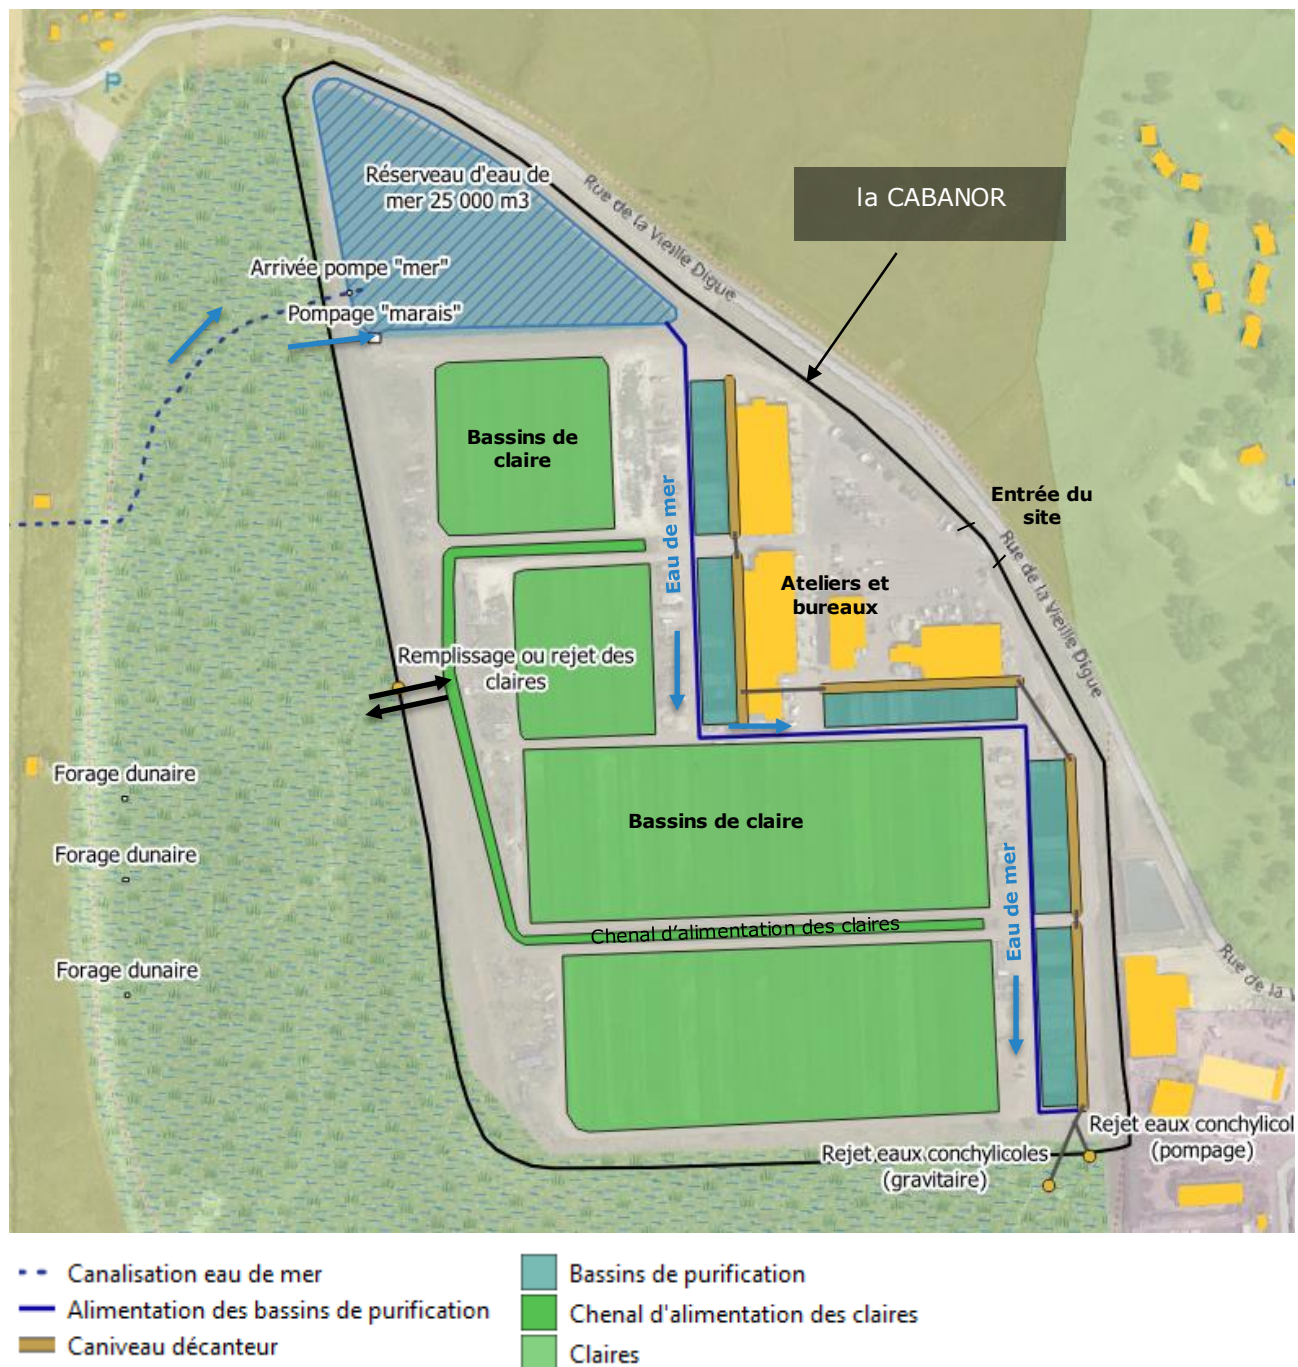 P
Réserveau d'eau de
mer 25 000 m3
la CABANOR
Rue de la Vieille Digue
Arrivée pompe "mer"
Pompage "marais"
Bassins de
claire
Eau de mer
Entrée du
site
Rue de la Vieille Digue
Ateliers et
bureaux
Remplissage ou rejet des
claires
Forage dunaire
Bassins de claire
Forage dunaire
Eau de mer
Chenal d'alimentation des claires
Forage dunaire
Rue de la V
Rejet eaux conchylicol
(pompage)
Rejet eaux conchylicoles
(gravitaire)
Canalisation eau de mer
Alimentation des bassins de purification
Caniveau décanteur
Bassins de purification
Chenal d'alimentation des claires
Claires